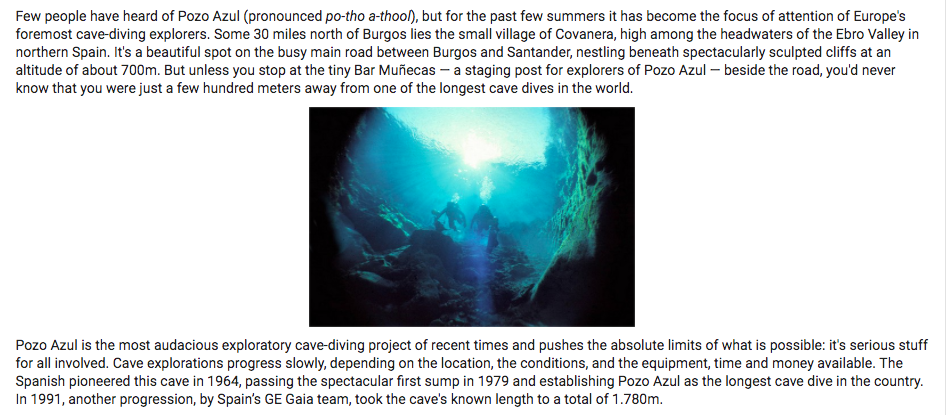 Few people have heard of Pozo Azul (pronounced po-tho a-thool), but for the past few summers it has become the focus of attention of Europe's
foremost cave-diving explorers. Some 30 miles north of Burgos lies the small village of Covanera, high among the headwaters of the Ebro Valley in
northern Spain. It's a beautiful spot on the busy main road between Burgos and Santander, nestling beneath spectacularly sculpted cliffs at an
altitude of about 700m. But unless you stop at the tiny Bar Muñecas — a staging post for explorers of Pozo Azul — beside the road, you'd never
know that you were just a few hundred meters away from one of the longest cave dives in the world.
Pozo Azul is the most audacious exploratory cave-diving project of recent times and pushes the absolute limits of what is possible: it's serious stuff
for all involved. Cave explorations progress slowly, depending on the location, the conditions, and the equipment, time and money available. The
Spanish pioneered this cave in 1964, passing the spectacular first sump in 1979 and establishing Pozo Azul as the longest cave dive in the country.
In 1991, another progression, by Spain's GE Gaia team, took the cave's known length to a total of 1.780m.